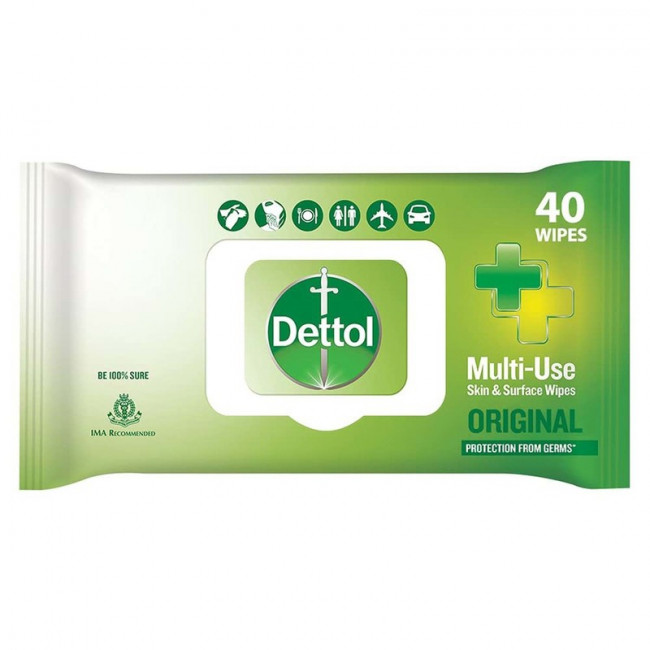 40
WIPES
Dettol
BE 100% SURE
IMA RECOMMENDED
Multi-Use
Skin & Surface Wipes
ORIGINAL
PROTECTION FROM GERMS*